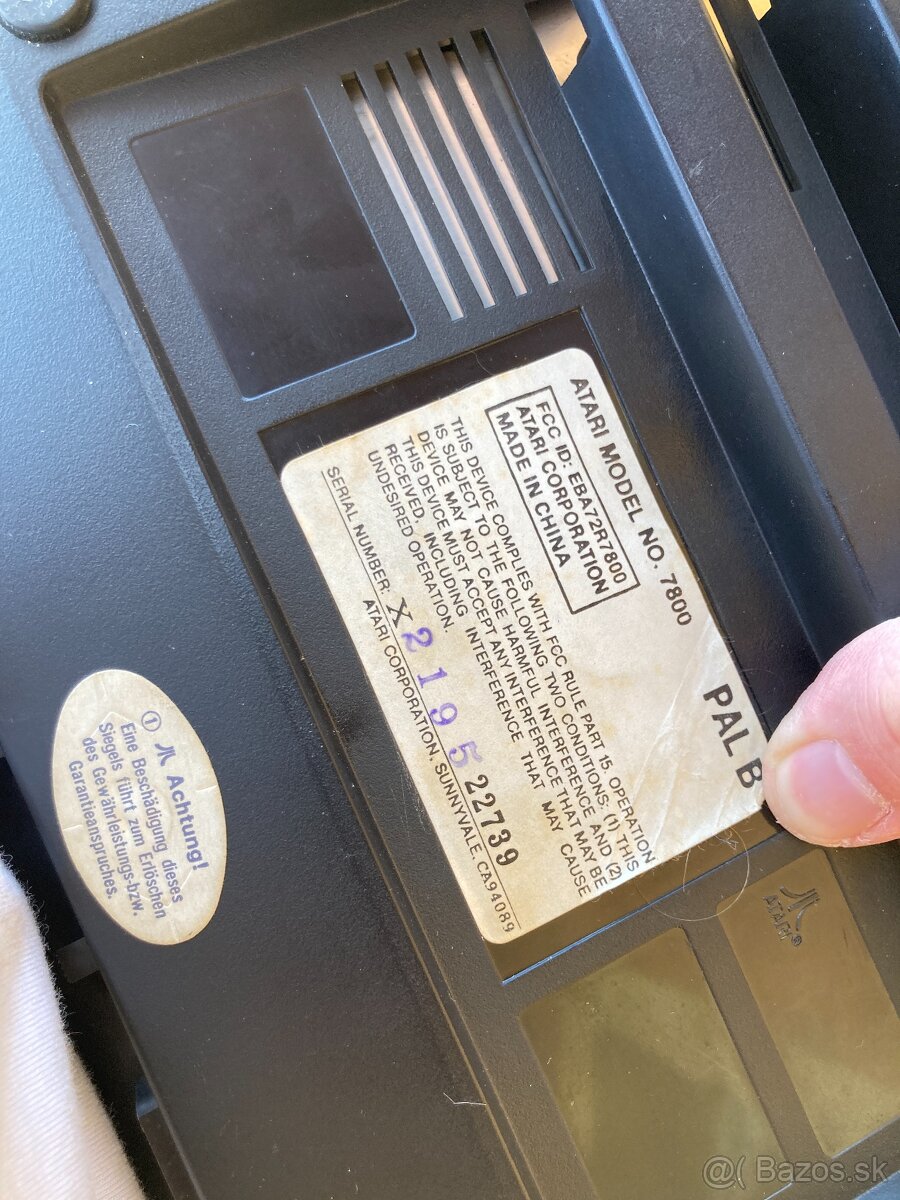 ATARI MODEL NO. 7800
PAL B
FCC ID: EBA72R7800
ATARI CORPORATION
MADE IN CHINA
THIS DEVICE COMPLIES WITH FCC RULE PART 15. OPERATION
IS SUBJECT TO THE FOLLOWING TWO CONDITIONS: (1) THIS
DEVICE MAY NOT CAUSE HARMFUL INTERFERENCE AND (2)
THIS DEVICE MUST ACCEPT ANY INTERFERENCE THAT MAY BE
RECEIVED, INCLUDING INTERFERENCE THAT MAY CAUSE
UNDESIRED OPERATION.
SERIAL NUMBER: X2195 22739
ATARI CORPORATION, SUNNYVALE, CA94089
① Achtung!
Eine Beschädigung dieses
Siegels führt zum Erlöschen
des Gewährleistungs-bzw.
Garantieanspruches.
ATARI®
@( Bazos.sk